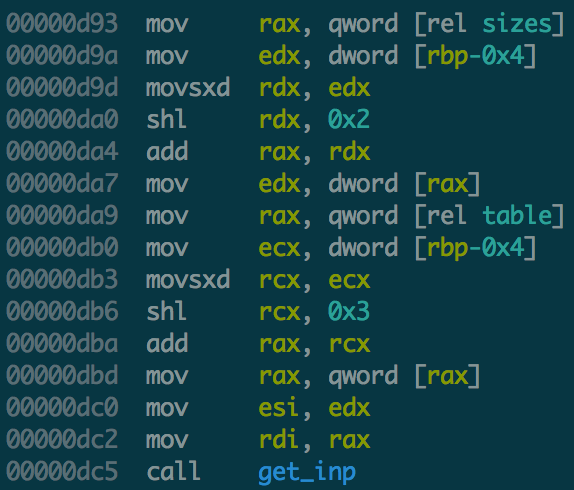 00000d93 mov rax, qword [rel sizes]
00000d9a mov edx, dword [rbp-0x4]
00000d9d movsxd rdx, edx
00000da0 shl rdx, 0x2
00000da4 add rax, rdx
00000da7 mov edx, dword [rax]
00000da9 mov rax, qword [rel table]
00000db0 mov ecx, dword [rbp-0x4]
00000db3 movsxd rcx, ecx
00000db6 shl rcx, 0x3
00000dba add rax, rcx
00000dbd mov rax, qword [rax]
00000dc0 mov esi, edx
00000dc2 mov rdi, rax
00000dc5 call get_inp